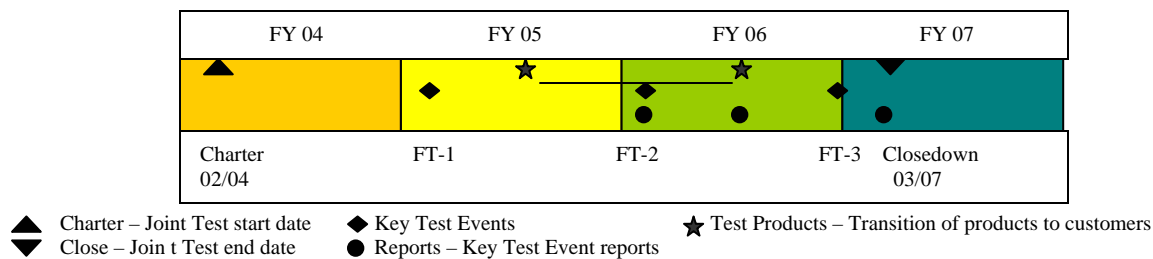 FY 04 FY 05 FY 06 FY 07
Charter FT-1 FT-2 FT-3 Closedown
02/04 03/07
Charter – Joint Test start date Key Test Events Test Products – Transition of products to customers
Close – Join t Test end date Reports – Key Test Event reports